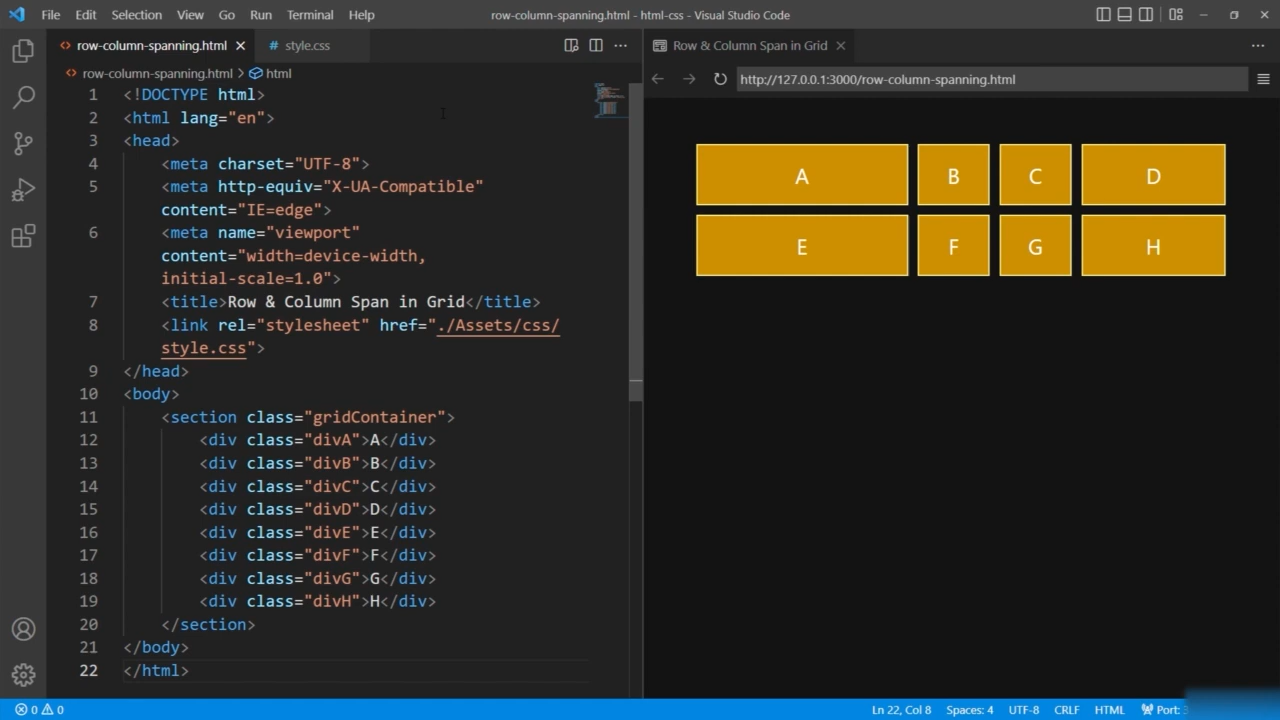 File Edit Selection View Go Run Terminal Help
row-column-spanning.html - html-css - Visual Studio Code
row-column-spanning.html
# style.css
row-column-spanning.html > html
1 <!DOCTYPE html>
2 <html lang="en">
3 <head>
4 <meta charset="UTF-8">
5 <meta http-equiv="X-UA-Compatible"
content="IE=edge">
6 <meta name="viewport"
content="width=device-width,
initial-scale=1.0">
7 <title>Row & Column Span in Grid</title>
8 <link rel="stylesheet" href="./Assets/css/
style.css">
9 </head>
10 <body>
11 <section class="gridContainer">
12 <div class="divA">A</div>
13 <div class="divB">B</div>
14 <div class="divC">C</div>
15 <div class="divD">D</div>
16 <div class="divE">E</div>
17 <div class="divF">F</div>
18 <div class="divG">G</div>
19 <div class="divH">H</div>
20 </section>
21 </body>
22 </html>
Row & Column Span in Grid
http://127.0.0.1:3000/row-column-spanning.html
A B C D
E F G H
0 0
Ln 22, Col 8 Spaces: 4 UTF-8 CRLF HTML Port: